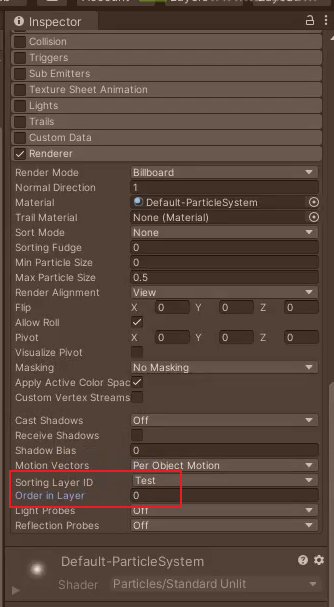 Inspector
Collision
Triggers
Sub Emitters
Texture Sheet Animation
Lights
Trails
Custom Data
Renderer
Render Mode Billboard
Normal Direction 1
Material Default-ParticleSystem
Trail Material None (Material)
Sort Mode None
Sorting Fudge 0
Min Particle Size 0
Max Particle Size 0.5
Render Alignment View
Flip X 0 Y 0 Z 0
Allow Roll
Pivot X 0 Y 0 Z 0
Visualize Pivot
Masking No Masking
Apply Active Color Spac
Custom Vertex Streams
Cast Shadows Off
Receive Shadows
Shadow Bias 0
Motion Vectors Per Object Motion
Sorting Layer ID Test
Order in Layer 0
Light Probes Off
Reflection Probes Off
Default-ParticleSystem
Shader Particles/Standard Unlit